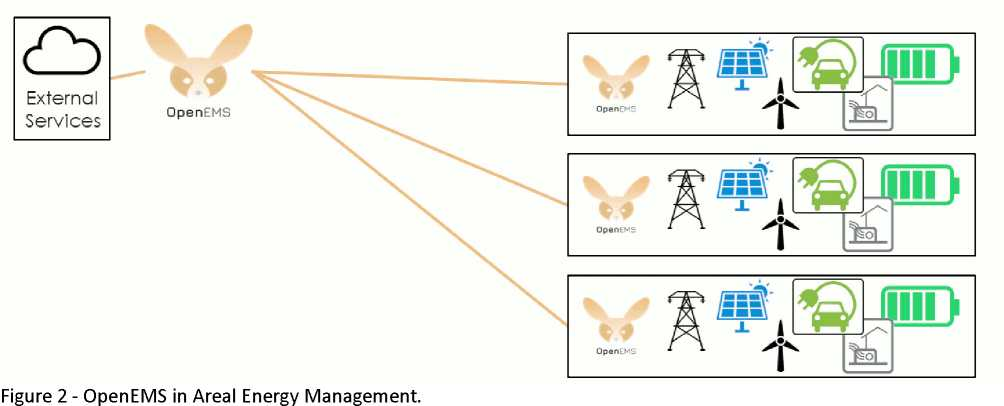 External
Services
OpenEMS
OpenEMS
OpenEMS
OpenEMS
Figure 2 - OpenEMS in Areal Energy Management.